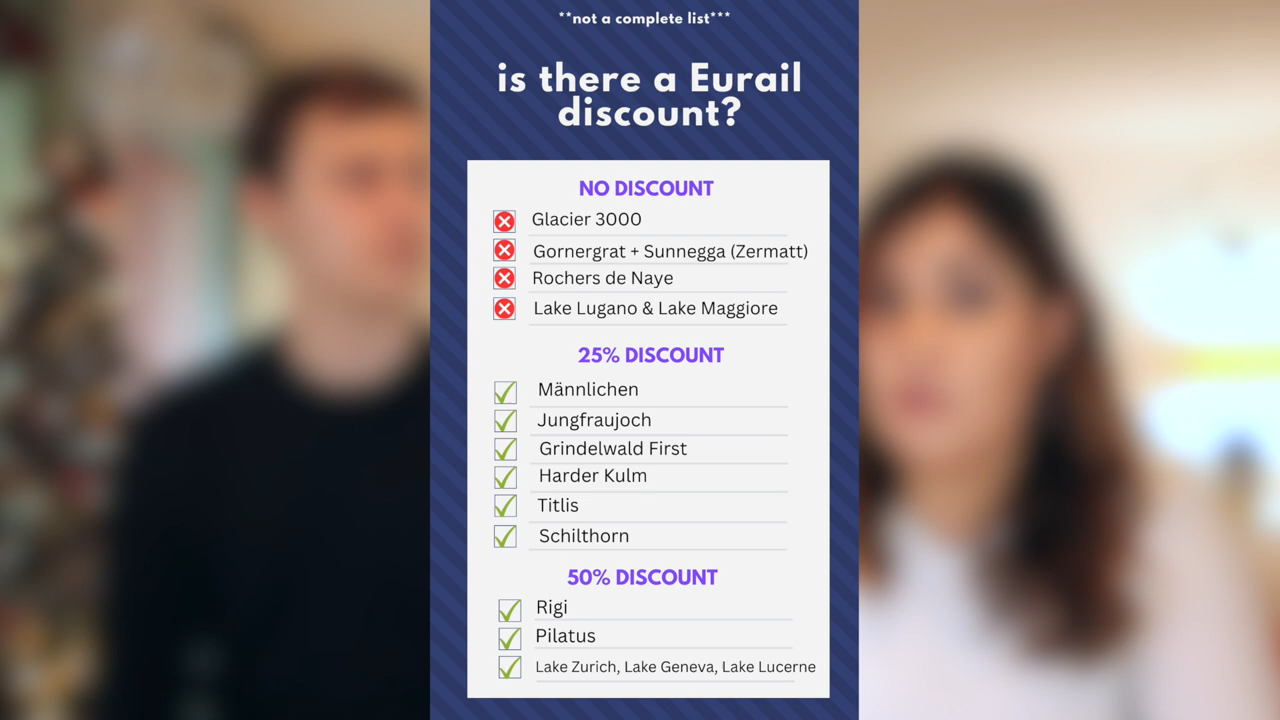 **not a complete list***
is there a Eurail
discount?
NO DISCOUNT
Glacier 3000
Gornergrat + Sunnegga (Zermatt)
Rochers de Naye
Lake Lugano & Lake Maggiore
25% DISCOUNT
Männlichen
Jungfraujoch
Grindelwald First
Harder Kulm
Titlis
Schilthorn
50% DISCOUNT
Rigi
Pilatus
Lake Zurich, Lake Geneva, Lake Lucerne